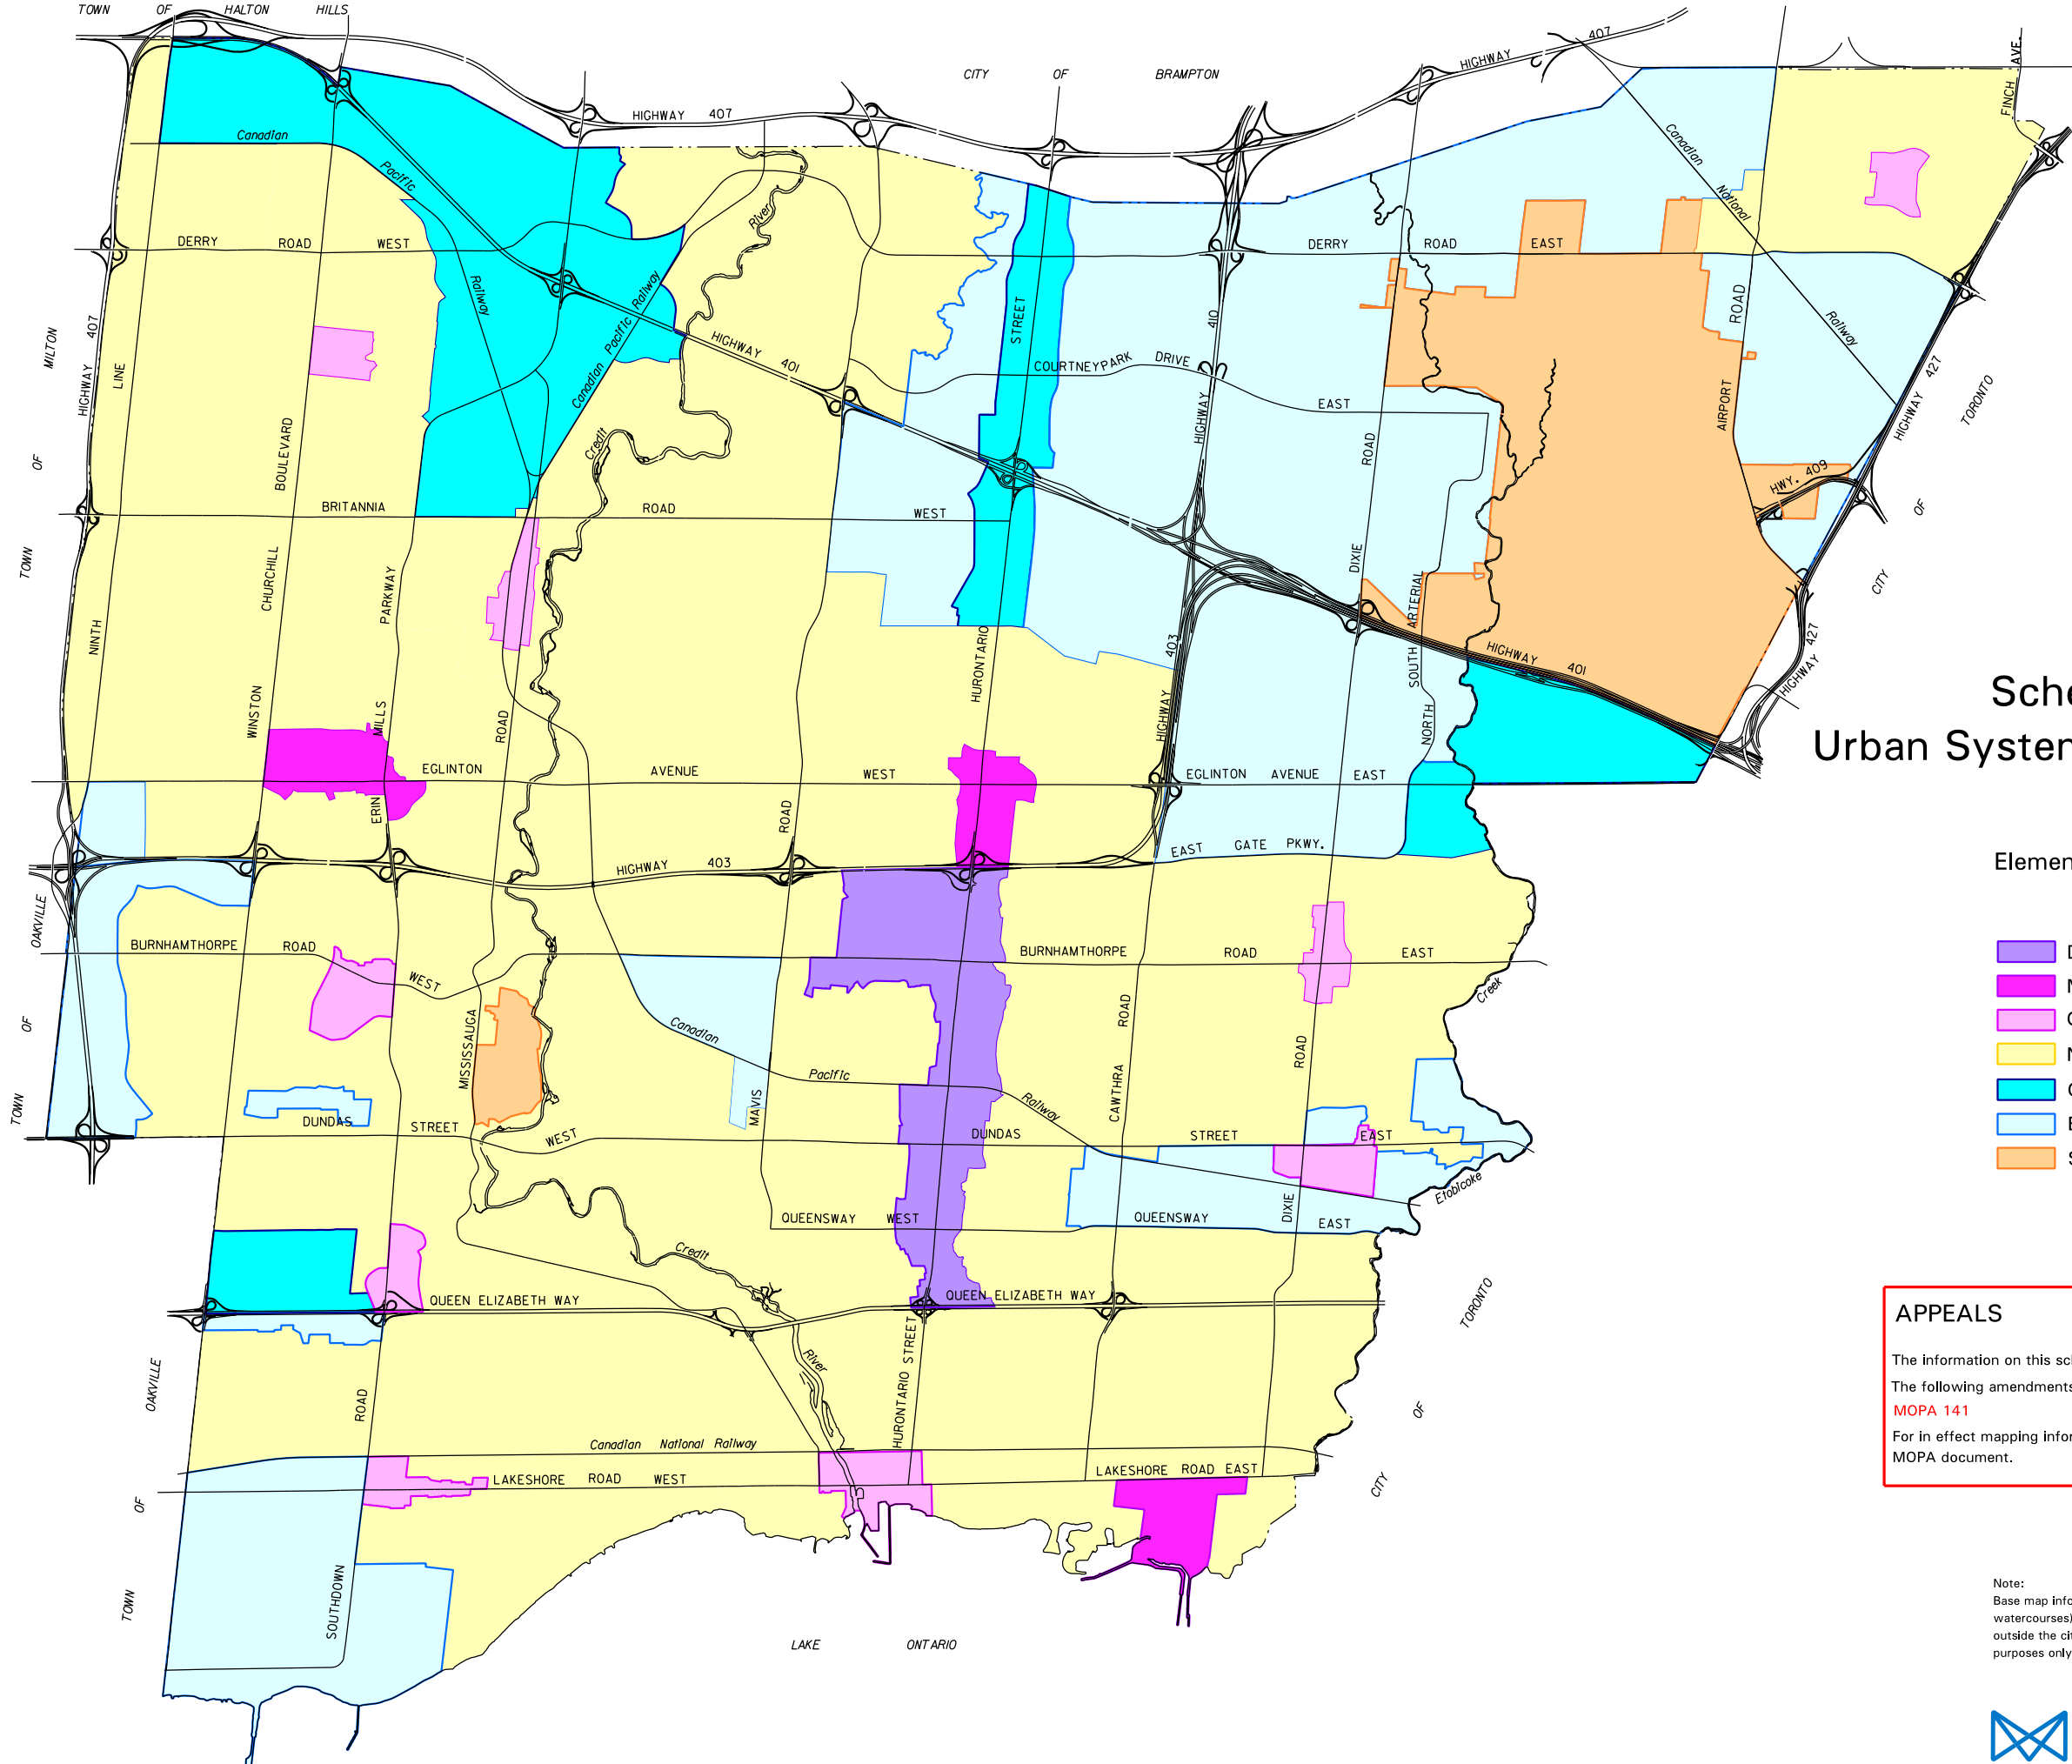 TOWN OF HALTON HILLS
CITY OF BRAMPTON
HIGHWAY 407
HIGHWAY 407
FINCH AVE.
Canadian Pacific Railway
Canadian National Railway
River
DERRY ROAD WEST
DERRY ROAD EAST
HIGHWAY 407
MILTON
OF
TOWN
NINTH LINE
WINSTON CHURCHILL BOULEVARD
Canadian Pacific Railway
HIGHWAY 401
STREET
COURTNEYPARK DRIVE EAST
410
HIGHWAY
ROAD
AIRPORT
HIGHWAY 427
TORONTO
OF
CITY
Credit
BRITANNIA ROAD WEST
HWY. 409
ERIN MILLS PARKWAY
ROAD
DIXIE
SOUTH ARTERIAL
NORTH
HURONTARIO
403
HIGHWAY
HIGHWAY 401
HIGHWAY 427
Sche
Urban System
EGLINTON AVENUE WEST
EGLINTON AVENUE EAST
ROAD
EAST GATE PKWY.
HIGHWAY 403
Elemen
OAKVILLE
OF
TOWN
BURNHAMTHORPE ROAD WEST
BURNHAMTHORPE ROAD EAST
Creek
MISSISSAUGA ROAD
Canadian Pacific Railway
MAVIS
CAWTHRA ROAD
ROAD
DIXIE
DUNDAS STREET WEST
DUNDAS STREET EAST
Etobicoke
QUEENSWAY WEST
QUEENSWAY EAST
Credit
River
QUEEN ELIZABETH WAY
QUEEN ELIZABETH WAY
TORONTO
OF
CITY
APPEALS
The information on this sc
The following amendments
MOPA 141
For in effect mapping infor
MOPA document.
OAKVILLE
OF
TOWN
SOUTHDOWN ROAD
HURONTARIO STREET
Canadian National Railway
LAKESHORE ROAD WEST
LAKESHORE ROAD EAST
LAKE ONTARIO
Note:
Base map info
watercourses)
outside the ci
purposes only